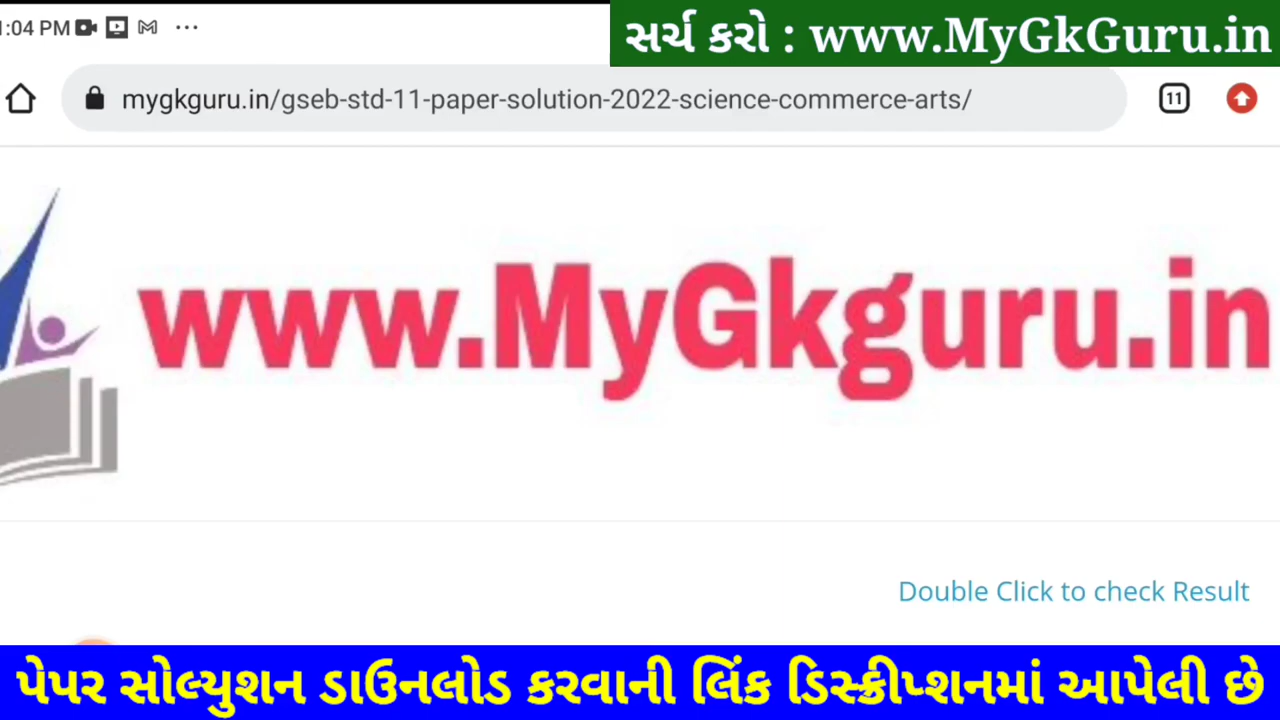 1:04 PM
સર્ચ કરો : www.MyGkGuru.in
mygkguru.in/gseb-std-11-paper-solution-2022-science-commerce-arts/
11
www.MyGkguru.in
Double Click to check Result
પેપર સોલ્યુશન ડાઉનલોડ કરવાની લિંક ડિસ્ક્રીપ્શનમાં આપેલી છે